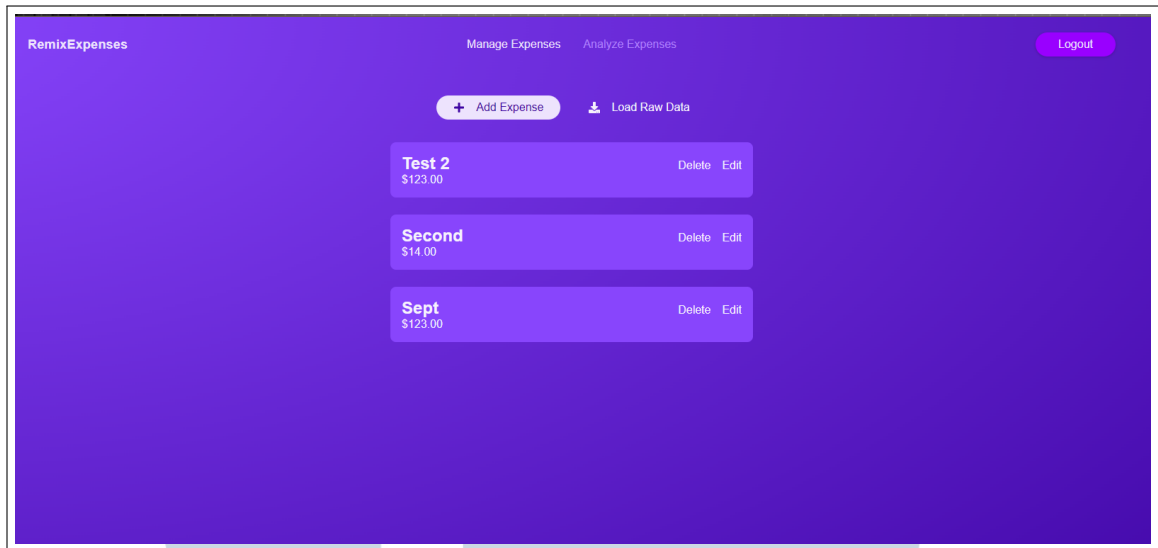 RemixExpenses
Manage Expenses Analyze Expenses
Logout
Add Expense
Load Raw Data
Test 2
$123.00
Delete Edit
Second
$14.00
Delete Edit
Sept
$123.00
Delete Edit